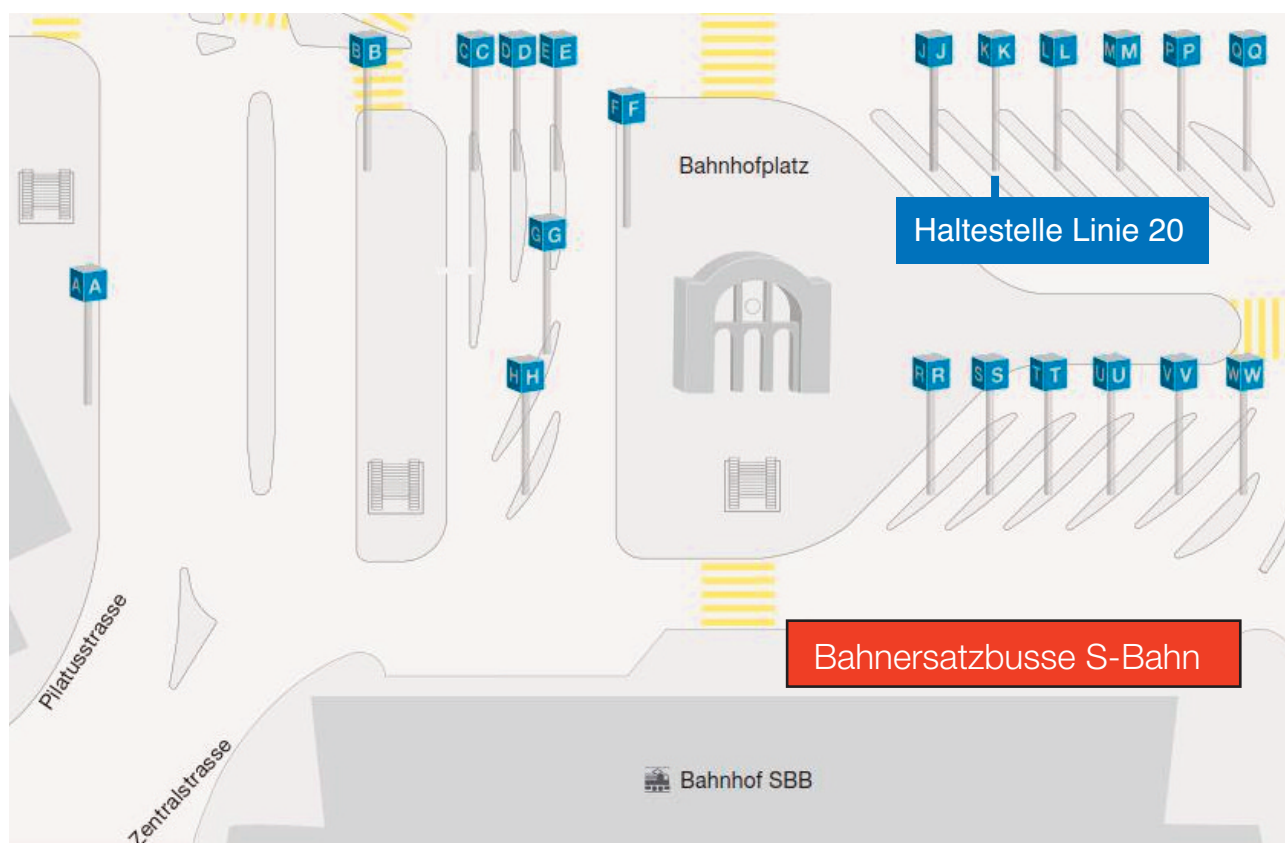 B B
C C
D D
E E
J J
K K
L L
M M
P P
Q Q
F F
Bahnhofplatz
Haltestelle Linie 20
G G
A A
H H
R R
S S
T T
U U
V V
W W
Pilatusstrasse
Bahnersatzbusse S-Bahn
Zentralstrasse
Bahnhof SBB